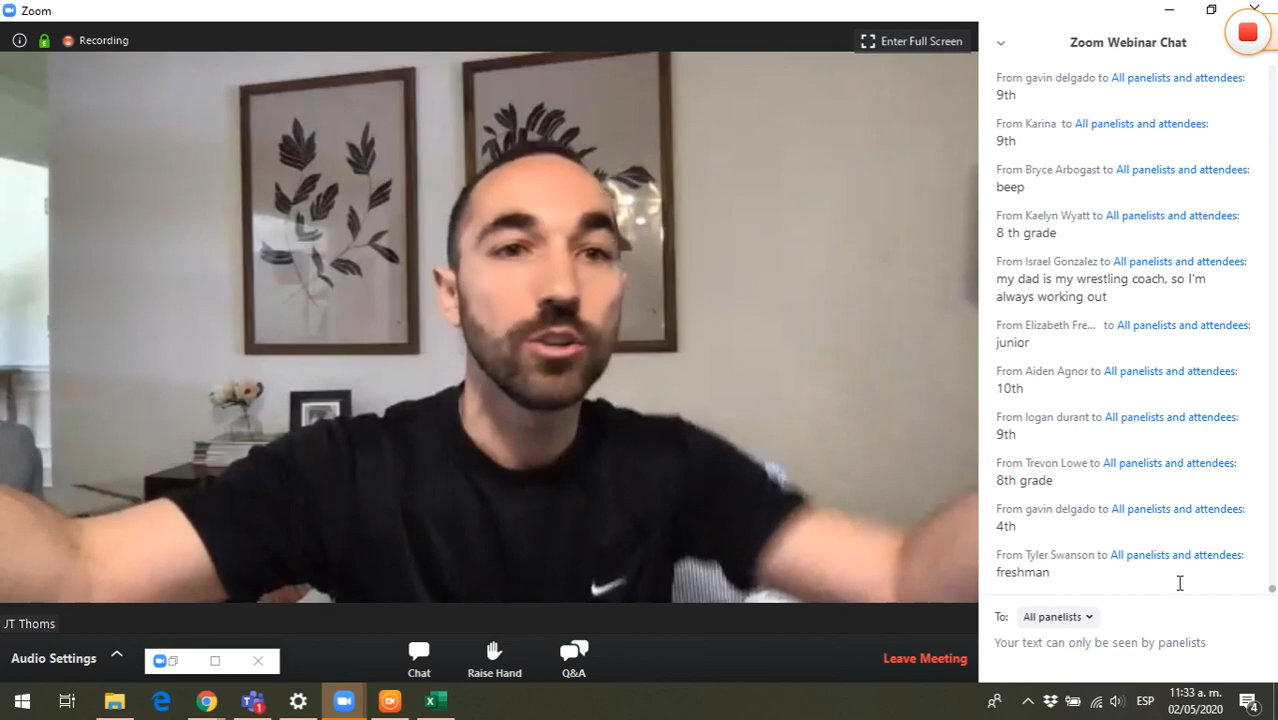 Zoom
Recording
Enter Full Screen
Zoom Webinar Chat
From gavin delgado to All panelists and attendees:
9th
From Karina to All panelists and attendees:
9th
From Bryce Arbogast to All panelists and attendees:
beep
From Kaelyn Wyatt to All panelists and attendees:
8 th grade
From Israel Gonzalez to All panelists and attendees:
my dad is my wrestling coach, so I'm
always working out
From Elizabeth Fre... to All panelists and attendees:
junior
From Aiden Agnor to All panelists and attendees:
10th
From logan durant to All panelists and attendees:
9th
From Trevon Lowe to All panelists and attendees:
8th grade
From gavin delgado to All panelists and attendees:
4th
From Tyler Swanson to All panelists and attendees:
freshman
To: All panelists
Your text can only be seen by panelists
JT Thoms
Audio Settings
Chat
Raise Hand
Q&A
Leave Meeting
1
ESP
11:33 a. m.
02/05/2020
4